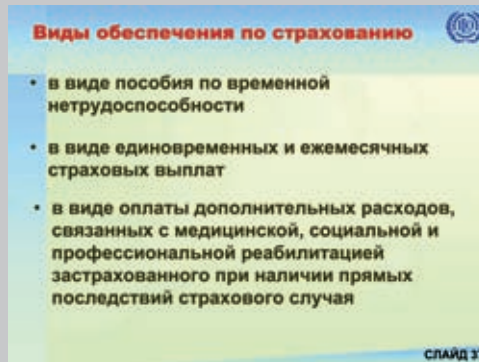 Виды обеспечения по страхованию
• в виде пособия по временной
нетрудоспособности
• в виде единовременных и ежемесячных
страховых выплат
• в виде оплаты дополнительных расходов,
связанных с медицинской, социальной и
профессиональной реабилитацией
застрахованного при наличии прямых
последствий страхового случая
СЛАЙД 37